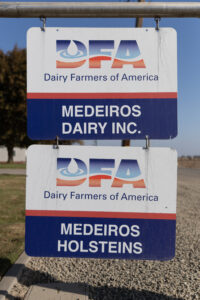 DFA
Dairy Farmers of America
MEDEIROS
DAIRY INC.
DFA
Dairy Farmers of America
MEDEIROS
HOLSTEINS